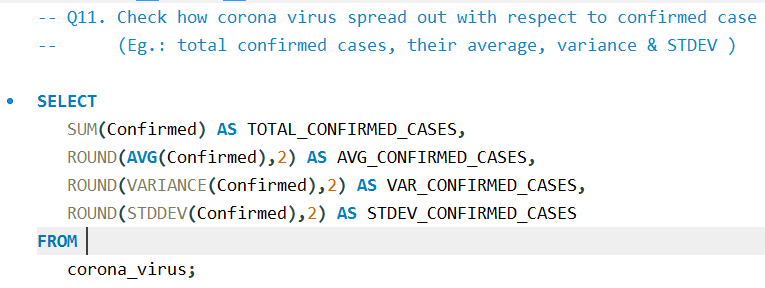 -- Q11. Check how corona virus spread out with respect to confirmed case
--      (Eg.: total confirmed cases, their average, variance & STDEV )
SELECT
SUM(Confirmed) AS TOTAL_CONFIRMED_CASES,
ROUND(AVG(Confirmed),2) AS AVG_CONFIRMED_CASES,
ROUND(VARIANCE(Confirmed),2) AS VAR_CONFIRMED_CASES,
ROUND(STDDEV(Confirmed),2) AS STDEV_CONFIRMED_CASES
FROM
corona_virus;